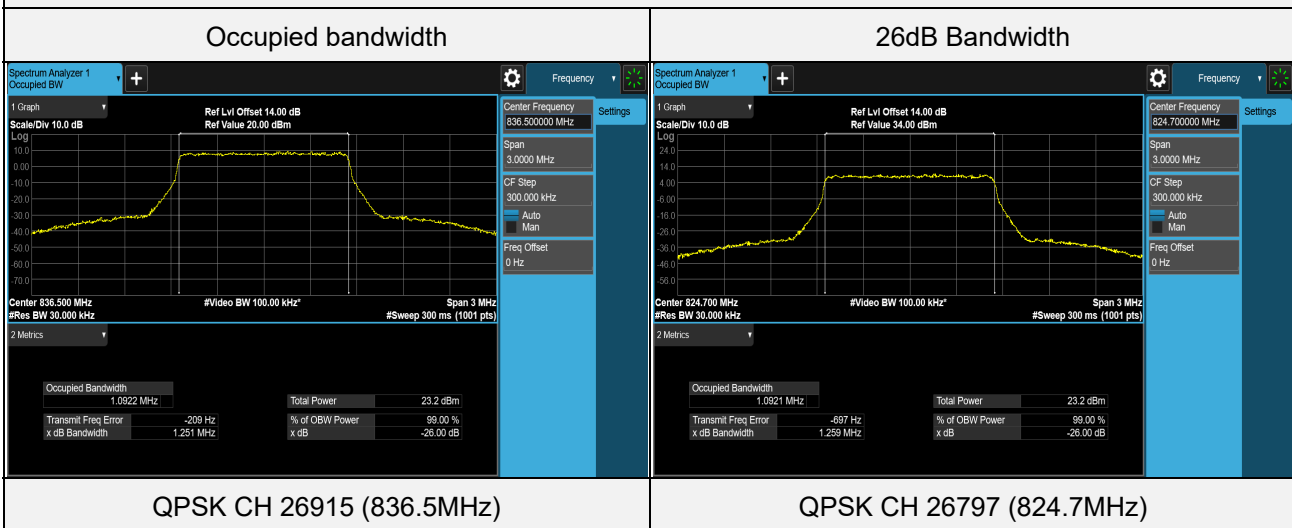 Occupied bandwidth
26dB Bandwidth
Spectrum Analyzer 1
Occupied BW
+
Frequency
1 Graph
Ref Lvl Offset 14.00 dB
Scale/Div 10.0 dB
Ref Value 20.00 dBm
Log
10.0
0.00
-10.0
-20.0
-30.0
-40.0
-50.0
-60.0
-70.0
Center 836.500 MHz
#Video BW 100.00 kHz*
Span 3 MHz
#Res BW 30.000 kHz
#Sweep 300 ms (1001 pts)
Center Frequency
836.500000 MHz
Settings
Span
3.0000 MHz
CF Step
300.000 kHz
Auto
Man
Freq Offset
0 Hz
2 Metrics
Occupied Bandwidth
1.0922 MHz
Total Power 23.2 dBm
Transmit Freq Error -209 Hz
% of OBW Power 99.00 %
x dB Bandwidth 1.251 MHz
x dB -26.00 dB
Spectrum Analyzer 1
Occupied BW
+
Frequency
1 Graph
Ref Lvl Offset 14.00 dB
Scale/Div 10.0 dB
Ref Value 34.00 dBm
Log
24.0
14.0
4.00
-6.00
-16.0
-26.0
-36.0
-46.0
-56.0
Center 824.700 MHz
#Video BW 100.00 kHz*
Span 3 MHz
#Res BW 30.000 kHz
#Sweep 300 ms (1001 pts)
Center Frequency
824.700000 MHz
Settings
Span
3.0000 MHz
CF Step
300.000 kHz
Auto
Man
Freq Offset
0 Hz
2 Metrics
Occupied Bandwidth
1.0921 MHz
Total Power 23.2 dBm
Transmit Freq Error -697 Hz
% of OBW Power 99.00 %
x dB Bandwidth 1.259 MHz
x dB -26.00 dB
QPSK CH 26915 (836.5MHz)
QPSK CH 26797 (824.7MHz)